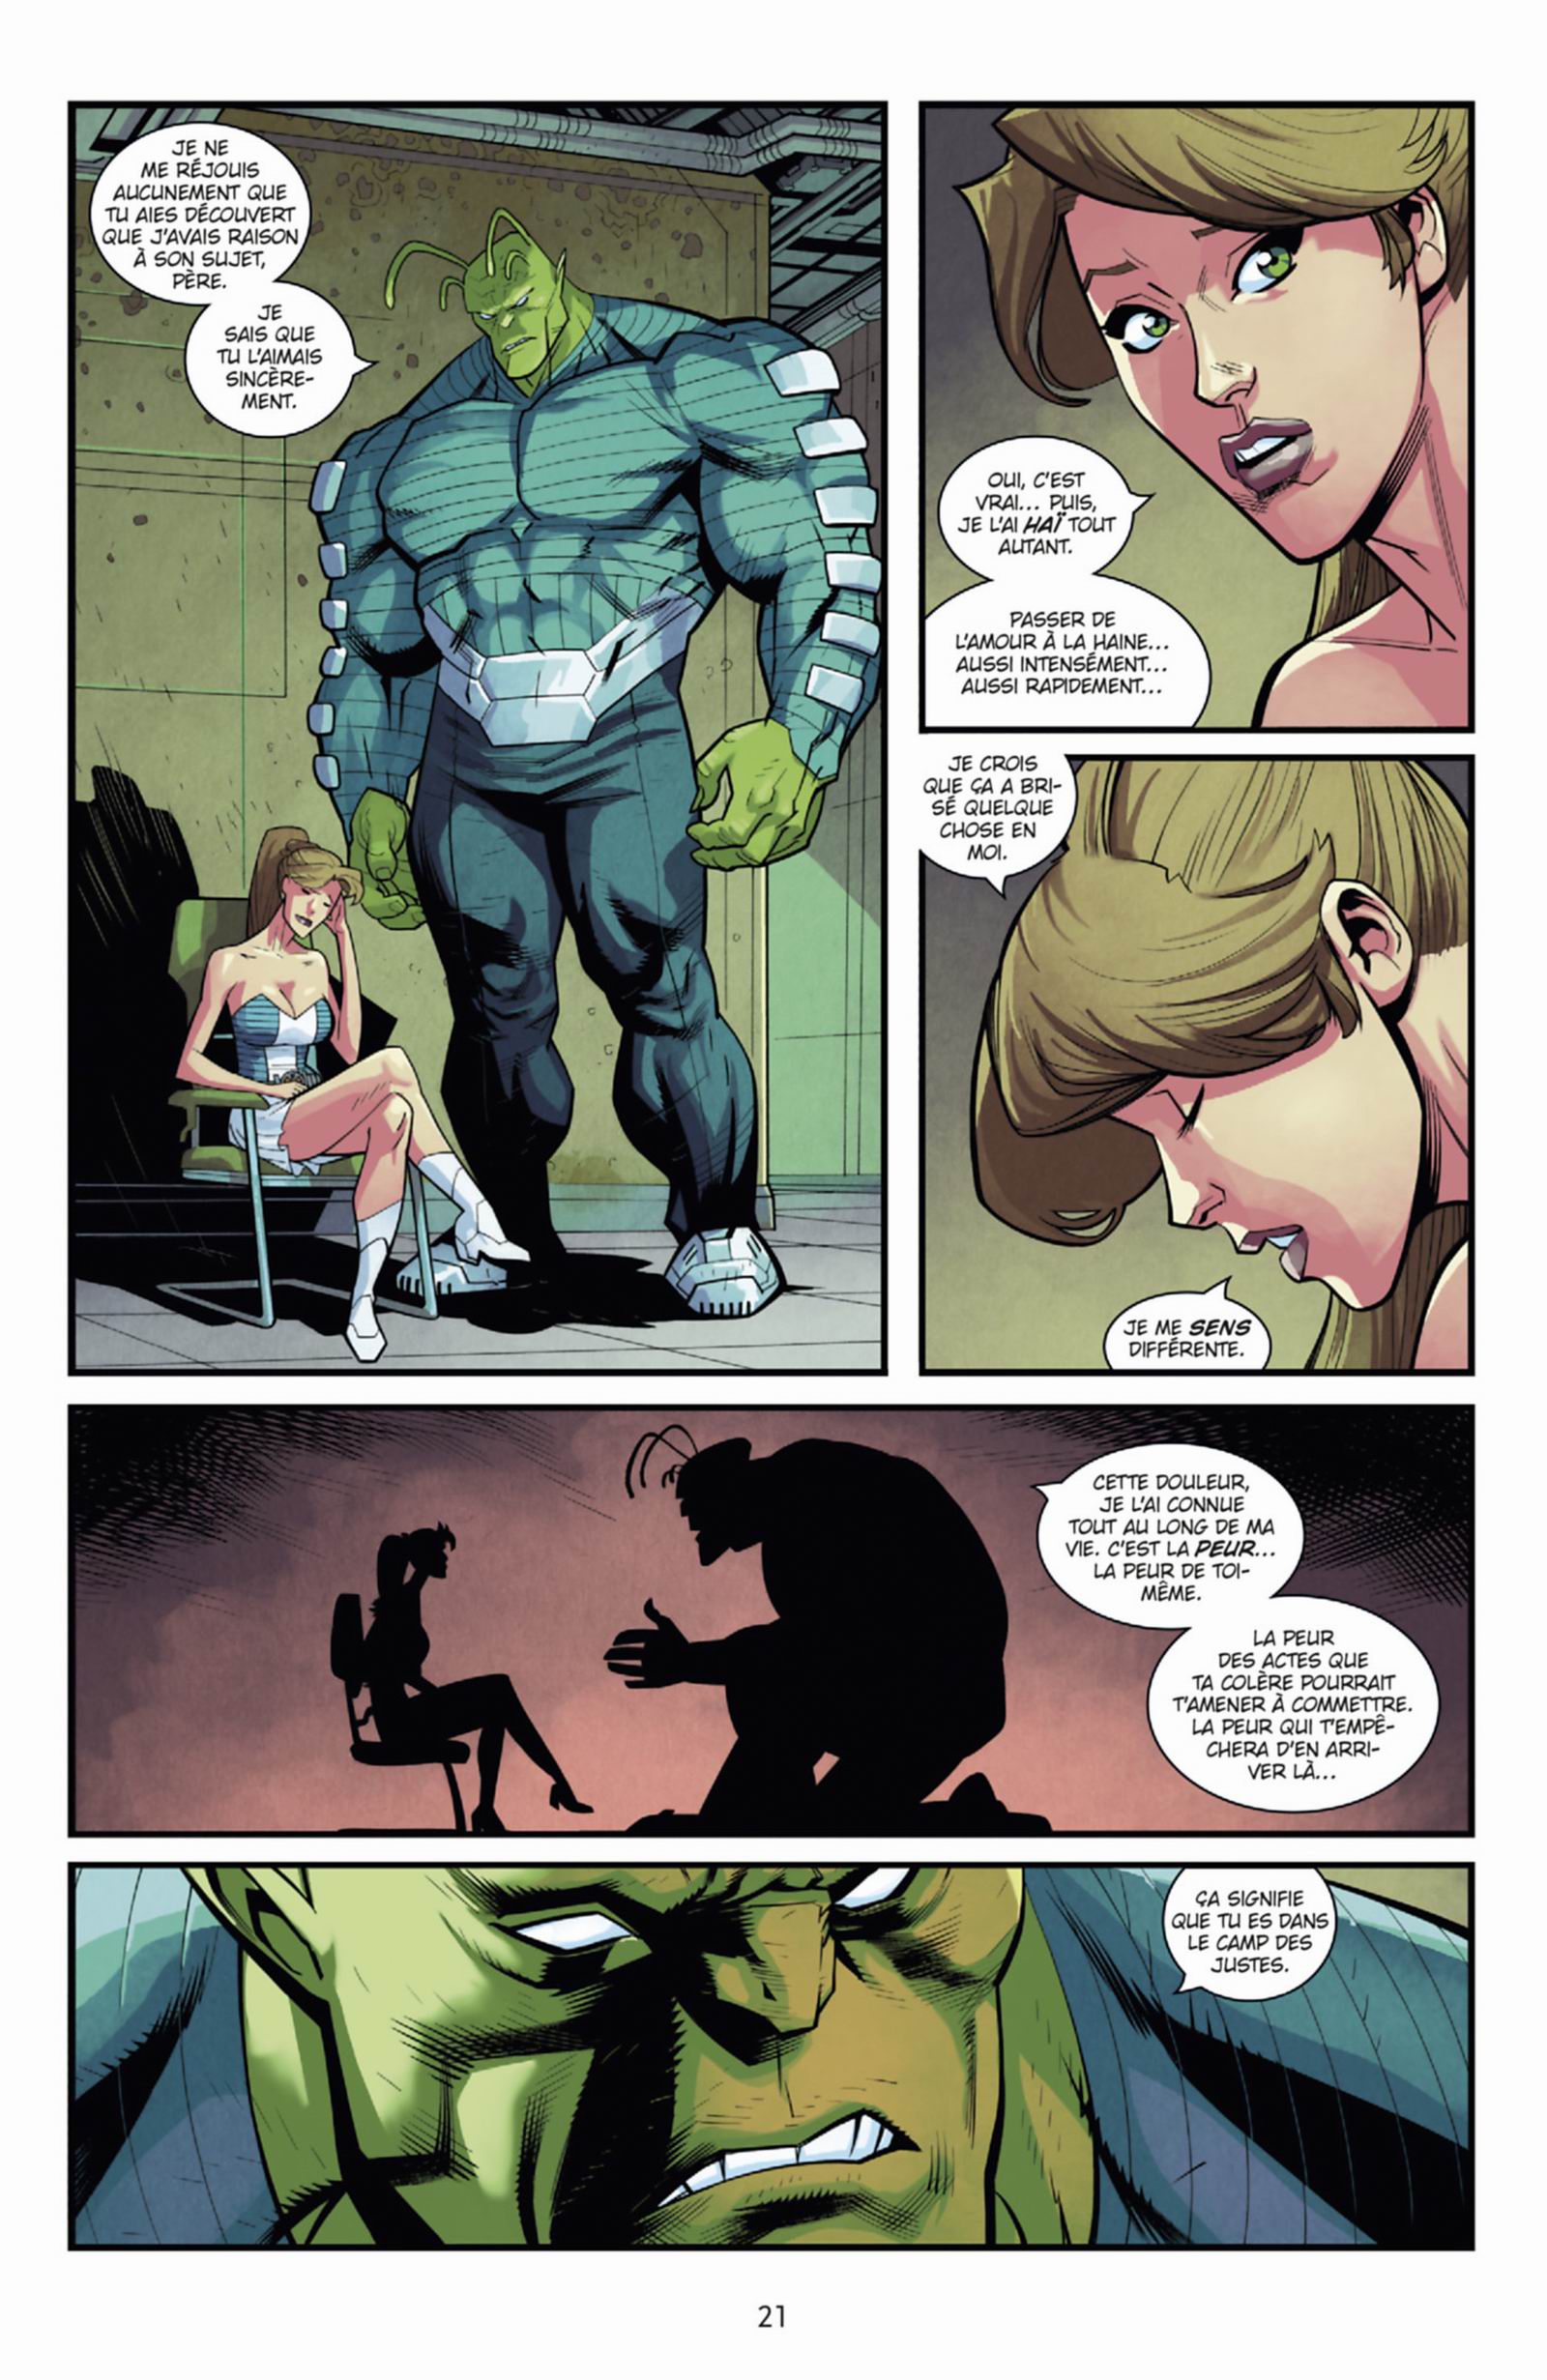 JE NE
ME RÉJOUIS
AUCUNEMENT QUE
TU AIES DÉCOUVERT
QUE J'AVAIS RAISON
À SON SUJET,
PÈRE.
JE
SAIS QUE
TU L'AIMAIS
SINCÈRE-
MENT.
OUI, C'EST
VRAI... PUIS,
JE L'AI HAÏ TOUT
AUTANT.
PASSER DE
L'AMOUR À LA HAINE...
AUSSI INTENSÉMENT...
AUSSI RAPIDEMENT...
JE CROIS
QUE ÇA A BRI-
SÉ QUELQUE
CHOSE EN
MOI.
JE ME SENS
DIFFÉRENTE.
CETTE DOULEUR,
JE L'AI CONNUE
TOUT AU LONG DE MA
VIE. C'EST LA PEUR...
LA PEUR DE TOI-
MÊME.
LA PEUR
DES ACTES QUE
TA COLÈRE POURRAIT
T'AMENER À COMMETTRE.
LA PEUR QUI T'EMPÊ-
CHERA D'EN ARRI-
VER LÀ...
ÇA SIGNIFIE
QUE TU ES DANS
LE CAMP DES
JUSTES.
21